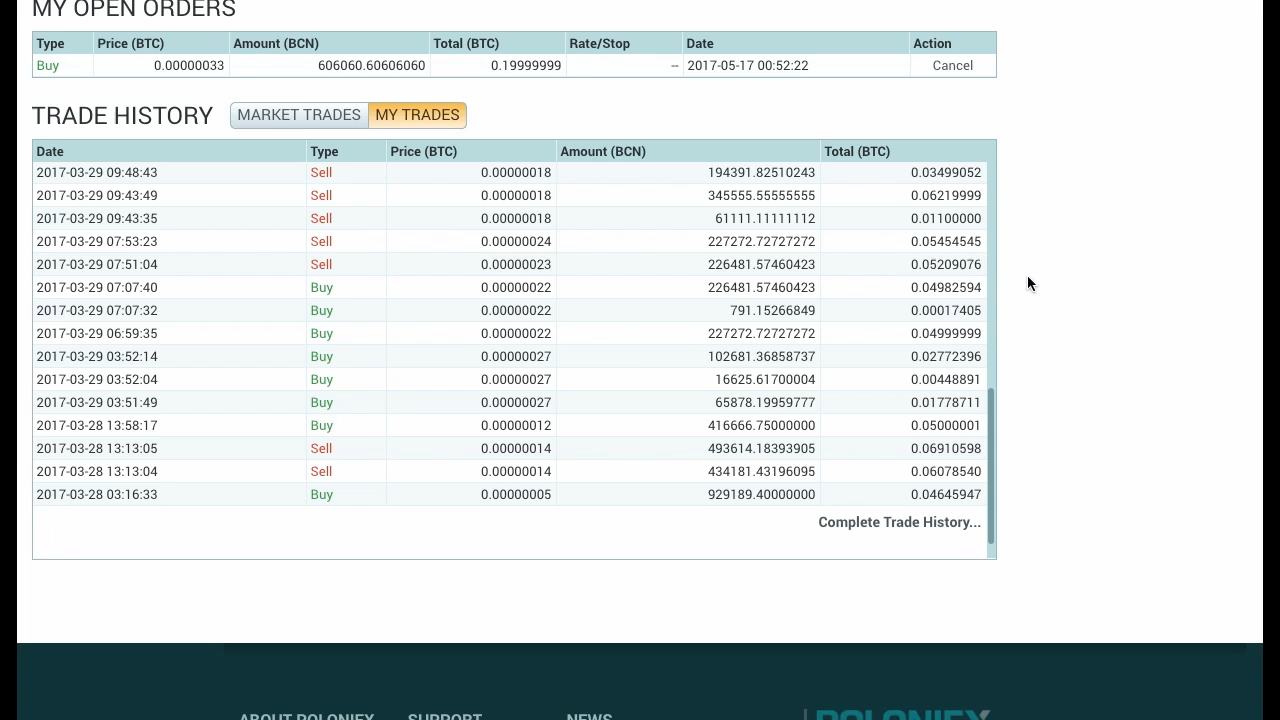 MY OPEN ORDERS
Type Price (BTC) Amount (BCN) Total (BTC) Rate/Stop Date Action
Buy 0.00000033 606060.60606060 0.19999999 -- 2017-05-17 00:52:22 Cancel
TRADE HISTORY MARKET TRADES MY TRADES
Date Type Price (BTC) Amount (BCN) Total (BTC)
2017-03-29 09:48:43 Sell 0.00000018 194391.82510243 0.03499052
2017-03-29 09:43:49 Sell 0.00000018 345555.55555555 0.06219999
2017-03-29 09:43:35 Sell 0.00000018 61111.11111112 0.01100000
2017-03-29 07:53:23 Sell 0.00000024 227272.72727272 0.05454545
2017-03-29 07:51:04 Sell 0.00000023 226481.57460423 0.05209076
2017-03-29 07:07:40 Buy 0.00000022 226481.57460423 0.04982594
2017-03-29 07:07:32 Buy 0.00000022 791.15266849 0.00017405
2017-03-29 06:59:35 Buy 0.00000022 227272.72727272 0.04999999
2017-03-29 03:52:14 Buy 0.00000027 102681.36858737 0.02772396
2017-03-29 03:52:04 Buy 0.00000027 16625.61700004 0.00448891
2017-03-29 03:51:49 Buy 0.00000027 65878.19959777 0.01778711
2017-03-28 13:58:17 Buy 0.00000012 416666.75000000 0.05000001
2017-03-28 13:13:05 Sell 0.00000014 493614.18393905 0.06910598
2017-03-28 13:13:04 Sell 0.00000014 434181.43196095 0.06078540
2017-03-28 03:16:33 Buy 0.00000005 929189.40000000 0.04645947
Complete Trade History...
ABOUT POLONIEX SUPPORT NEWS POLONIEX